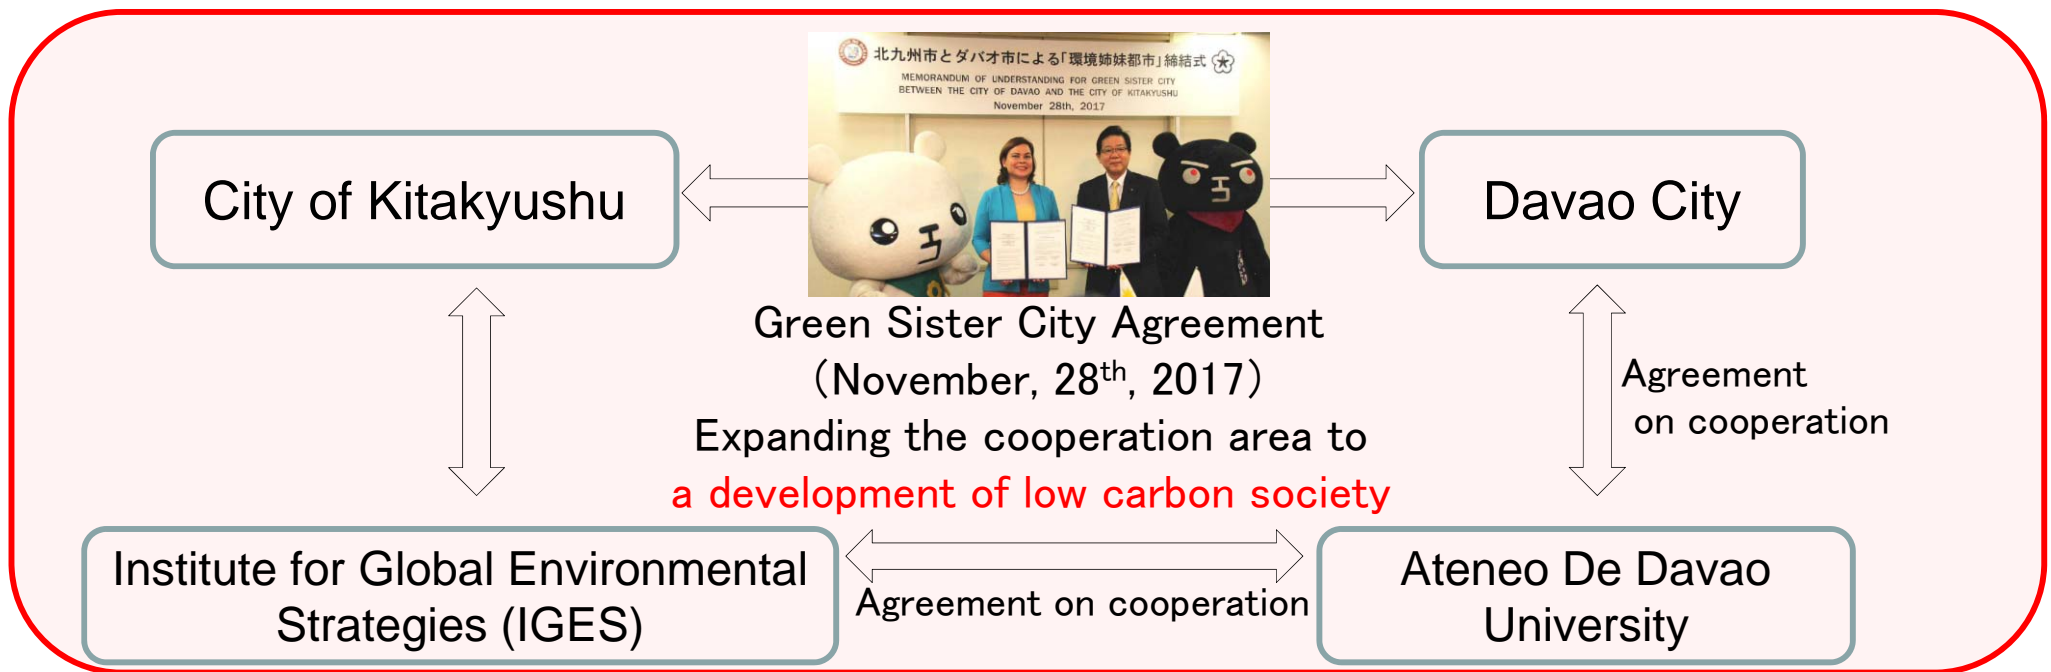 北九州市とダバオ市による「環境姉妹都市」締結式
MEMORANDUM OF UNDERSTANDING FOR GREEN SISTER CITY
BETWEEN THE CITY OF DAVAO AND THE CITY OF KITAKYUSHU
November 28th, 2017
City of Kitakyushu
Davao City
Green Sister City Agreement
（November, 28th, 2017）
Expanding the cooperation area to
a development of low carbon society
Agreement
on cooperation
Institute for Global Environmental
Strategies (IGES)
Agreement on cooperation
Ateneo De Davao
University